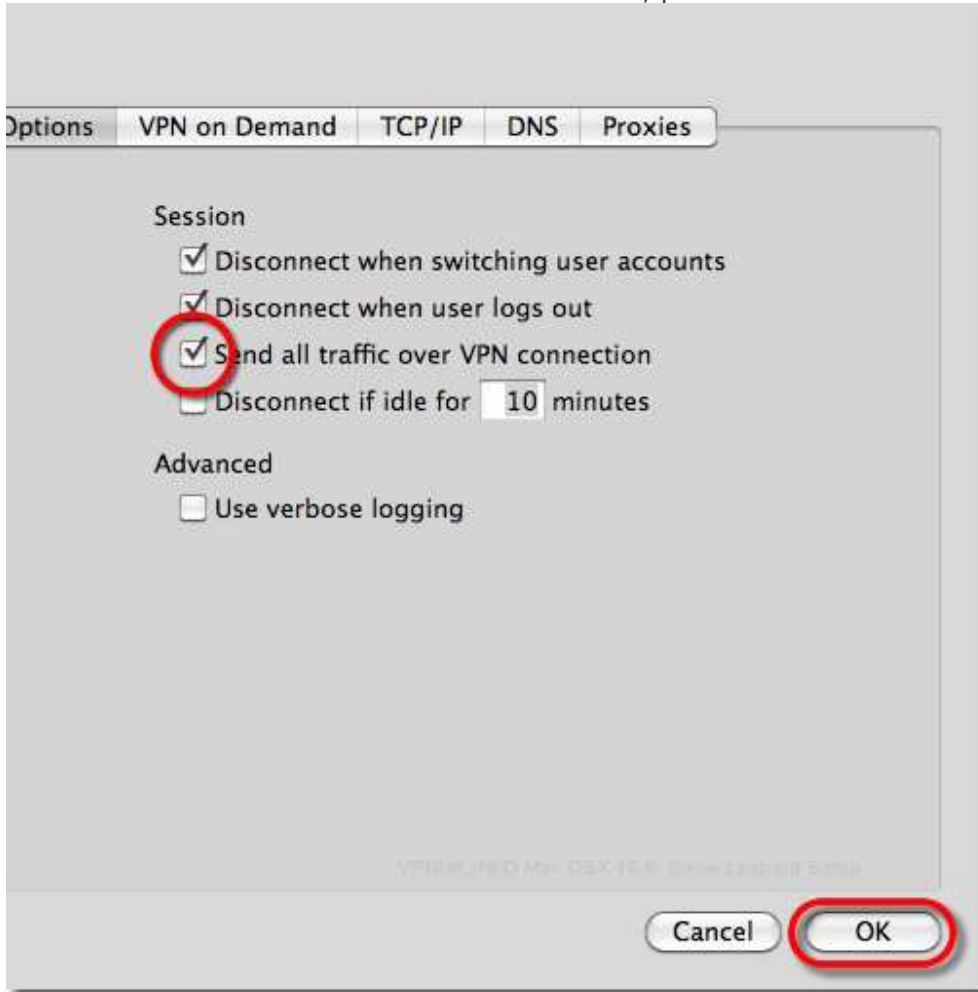 Options VPN on Demand TCP/IP DNS Proxies
Session
Disconnect when switching user accounts
Disconnect when user logs out
Send all traffic over VPN connection
Disconnect if idle for 10 minutes
Advanced
Use verbose logging
Cancel OK